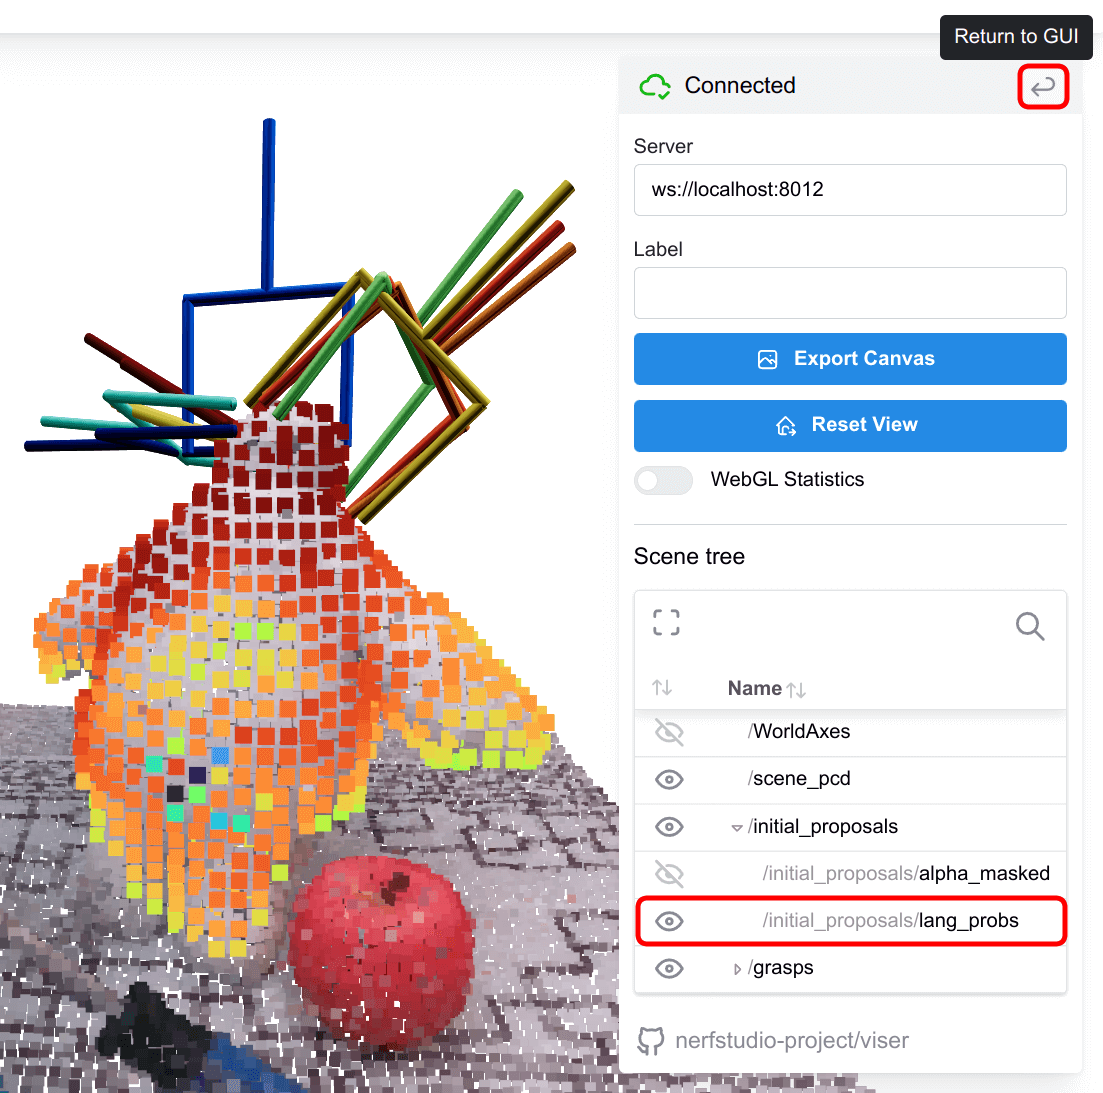 Return to GUI
Connected
Server
ws://localhost:8012
Label
Export Canvas
Reset View
WebGL Statistics
Scene tree
Name
/WorldAxes
/scene_pcd
/initial_proposals
/initial_proposals/alpha_masked
/initial_proposals/lang_probs
/grasps
nerfstudio-project/viser